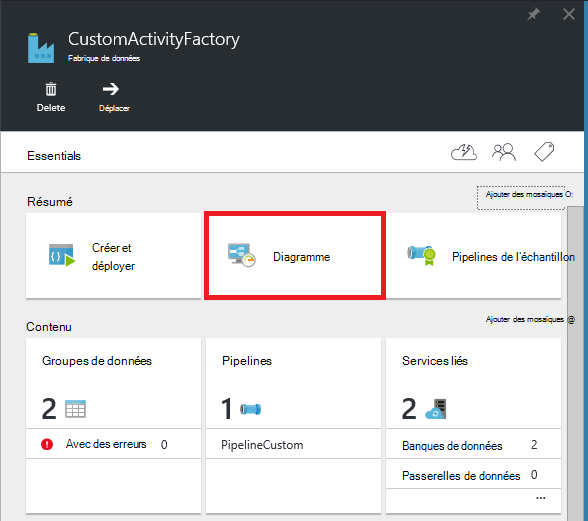 CustomActivityFactory
Fabrique de données
Delete
Déplacer
Essentials
Résumé
Ajouter des mosaïques O:
Créer et
déployer
Diagramme
Pipelines de l'échantillon
Contenu
Ajouter des mosaïques @
Groupes de données
2
Avec des erreurs 0
Pipelines
1
PipelineCustom
Services liés
2
Banques de données 2
Passerelles de données 0
...